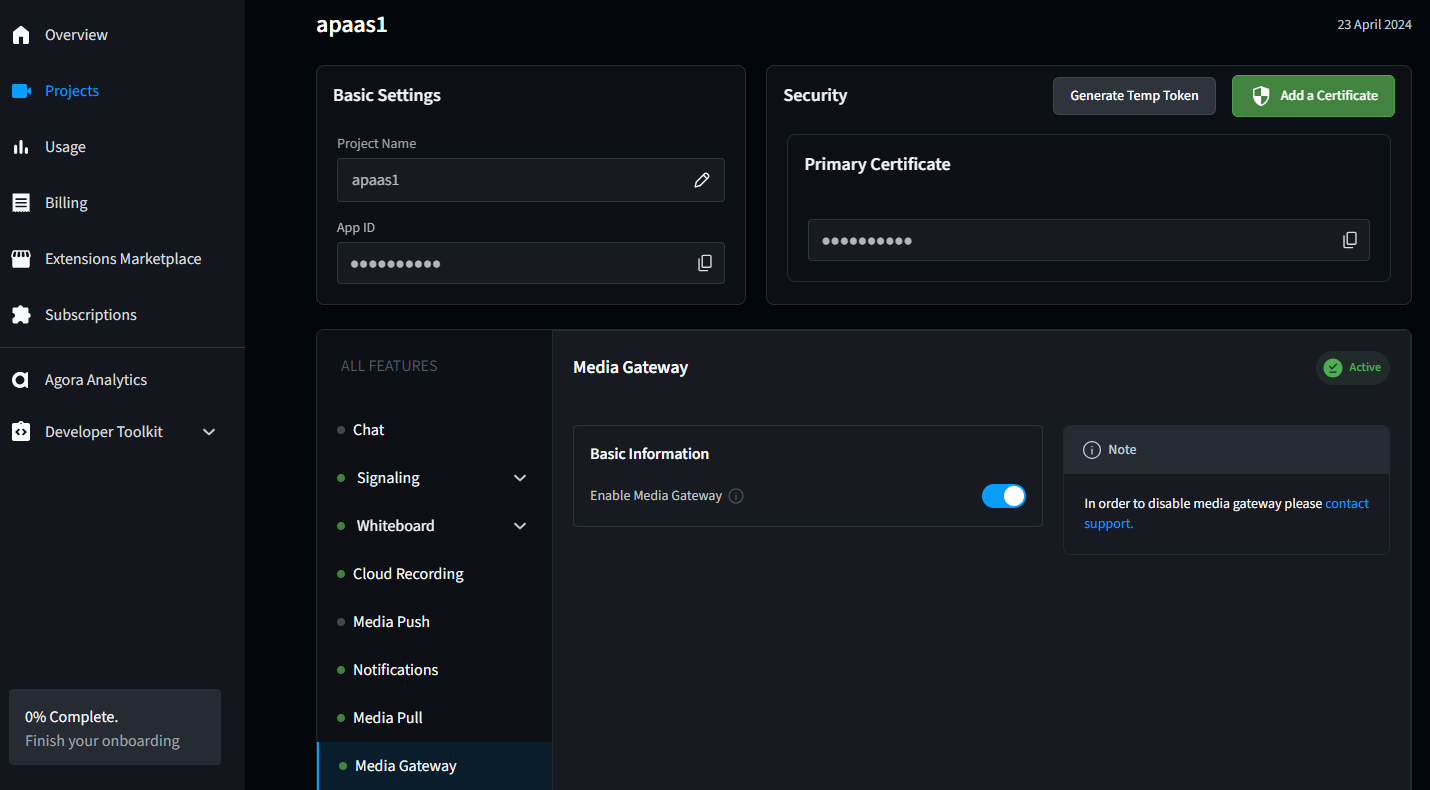 Overview
Projects
Usage
Billing
Extensions Marketplace
Subscriptions
Agora Analytics
Developer Toolkit
0% Complete.
Finish your onboarding
apaas1
23 April 2024
Basic Settings
Project Name
apaas1
App ID
••••••••••
Security
Generate Temp Token
Add a Certificate
Primary Certificate
••••••••••
ALL FEATURES
Chat
Signaling
Whiteboard
Cloud Recording
Media Push
Notifications
Media Pull
Media Gateway
Media Gateway
Active
Basic Information
Enable Media Gateway
Note
In order to disable media gateway please contact
support.